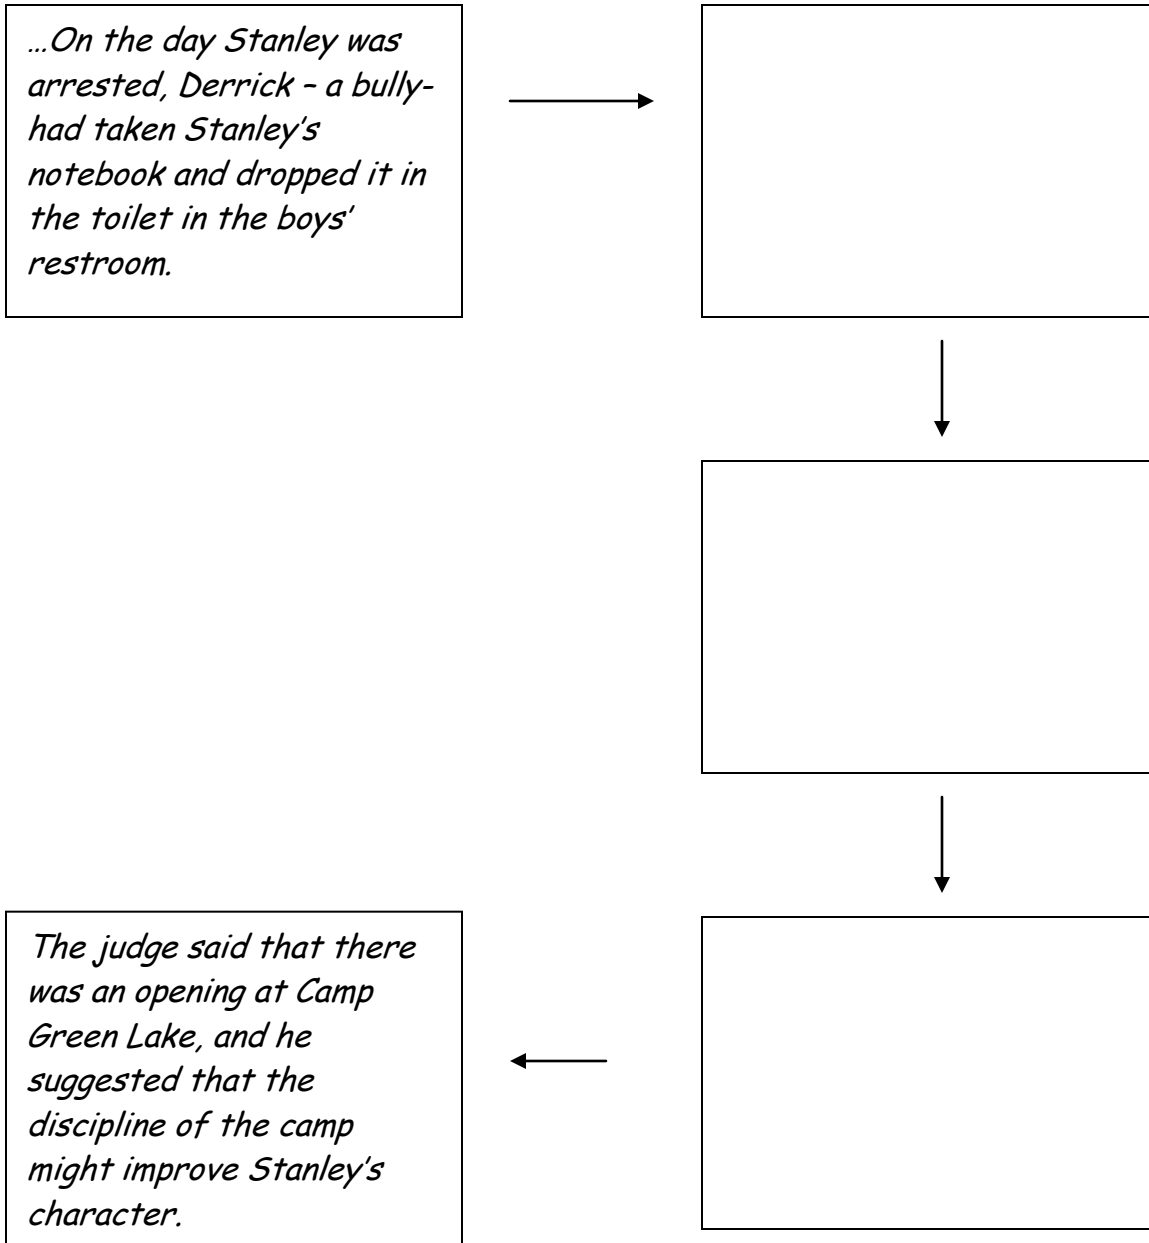 …On the day Stanley was
arrested, Derrick – a bully-
had taken Stanley's
notebook and dropped it in
the toilet in the boys'
restroom.
The judge said that there
was an opening at Camp
Green Lake, and he
suggested that the
discipline of the camp
might improve Stanley's
character.